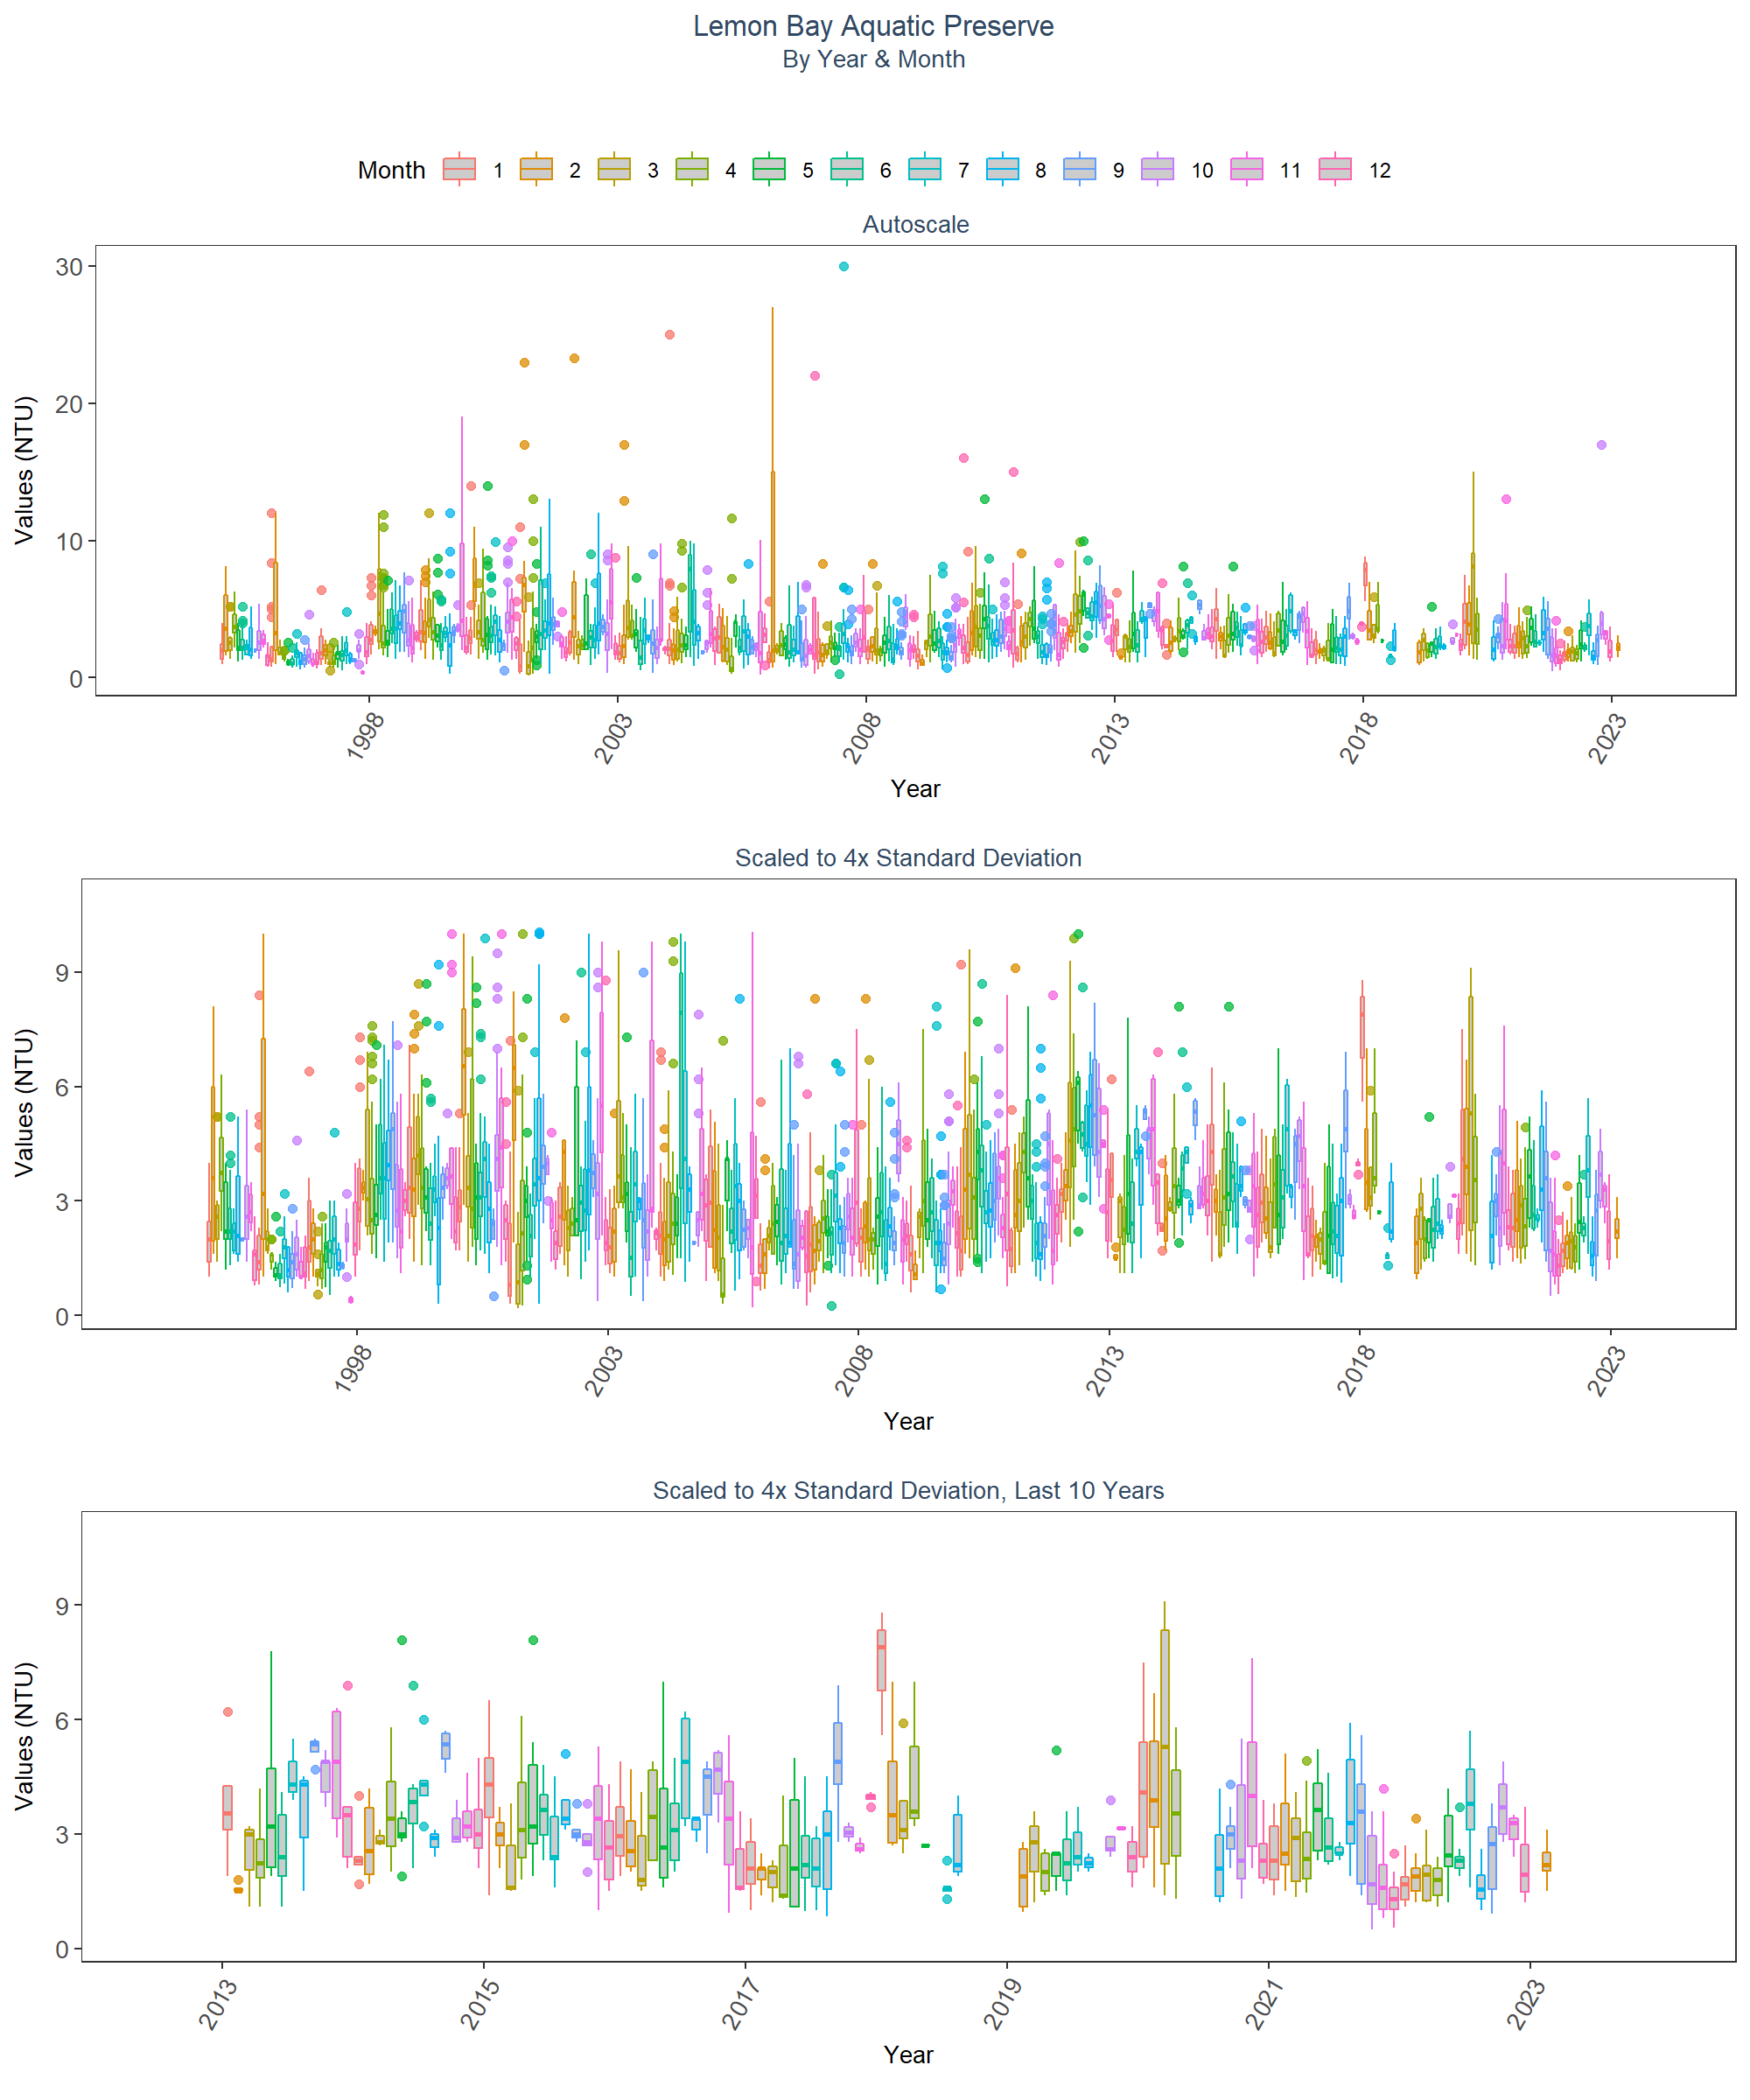 Lemon Bay Aquatic Preserve
By Year & Month
Month 1 2 3 4 5 6 7 8 9 10 11 12
Autoscale
Values (NTU)
30
20
10
0
1998 2003 2008 2013 2018 2023
Year
Scaled to 4x Standard Deviation
Values (NTU)
9
6
3
0
1998 2003 2008 2013 2018 2023
Year
Scaled to 4x Standard Deviation, Last 10 Years
Values (NTU)
9
6
3
0
2013 2015 2017 2019 2021 2023
Year